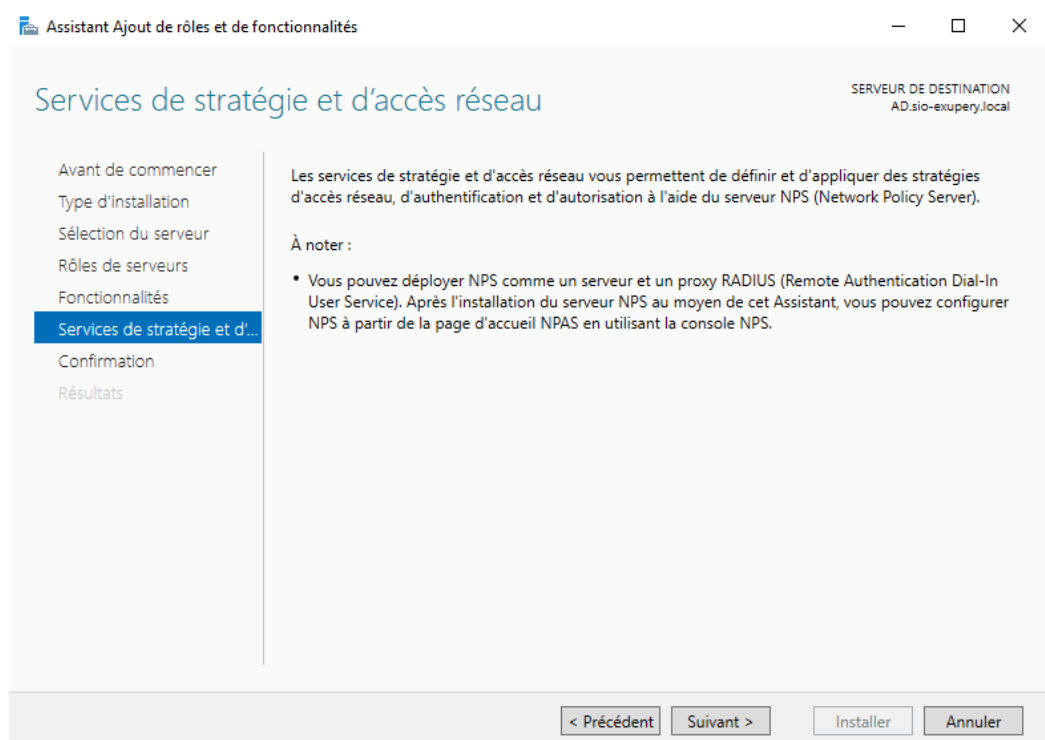 Assistant Ajout de rôles et de fonctionnalités
Services de stratégie et d'accès réseau
SERVEUR DE DESTINATION
AD.sio-exupery.local
Avant de commencer
Type d'installation
Sélection du serveur
Rôles de serveurs
Fonctionnalités
Services de stratégie et d'...
Confirmation
Résultats
Les services de stratégie et d'accès réseau vous permettent de définir et d'appliquer des stratégies
d'accès réseau, d'authentification et d'autorisation à l'aide du serveur NPS (Network Policy Server).
À noter :
• Vous pouvez déployer NPS comme un serveur et un proxy RADIUS (Remote Authentication Dial-In
User Service). Après l'installation du serveur NPS au moyen de cet Assistant, vous pouvez configurer
NPS à partir de la page d'accueil NPAS en utilisant la console NPS.
< Précédent Suivant > Installer Annuler